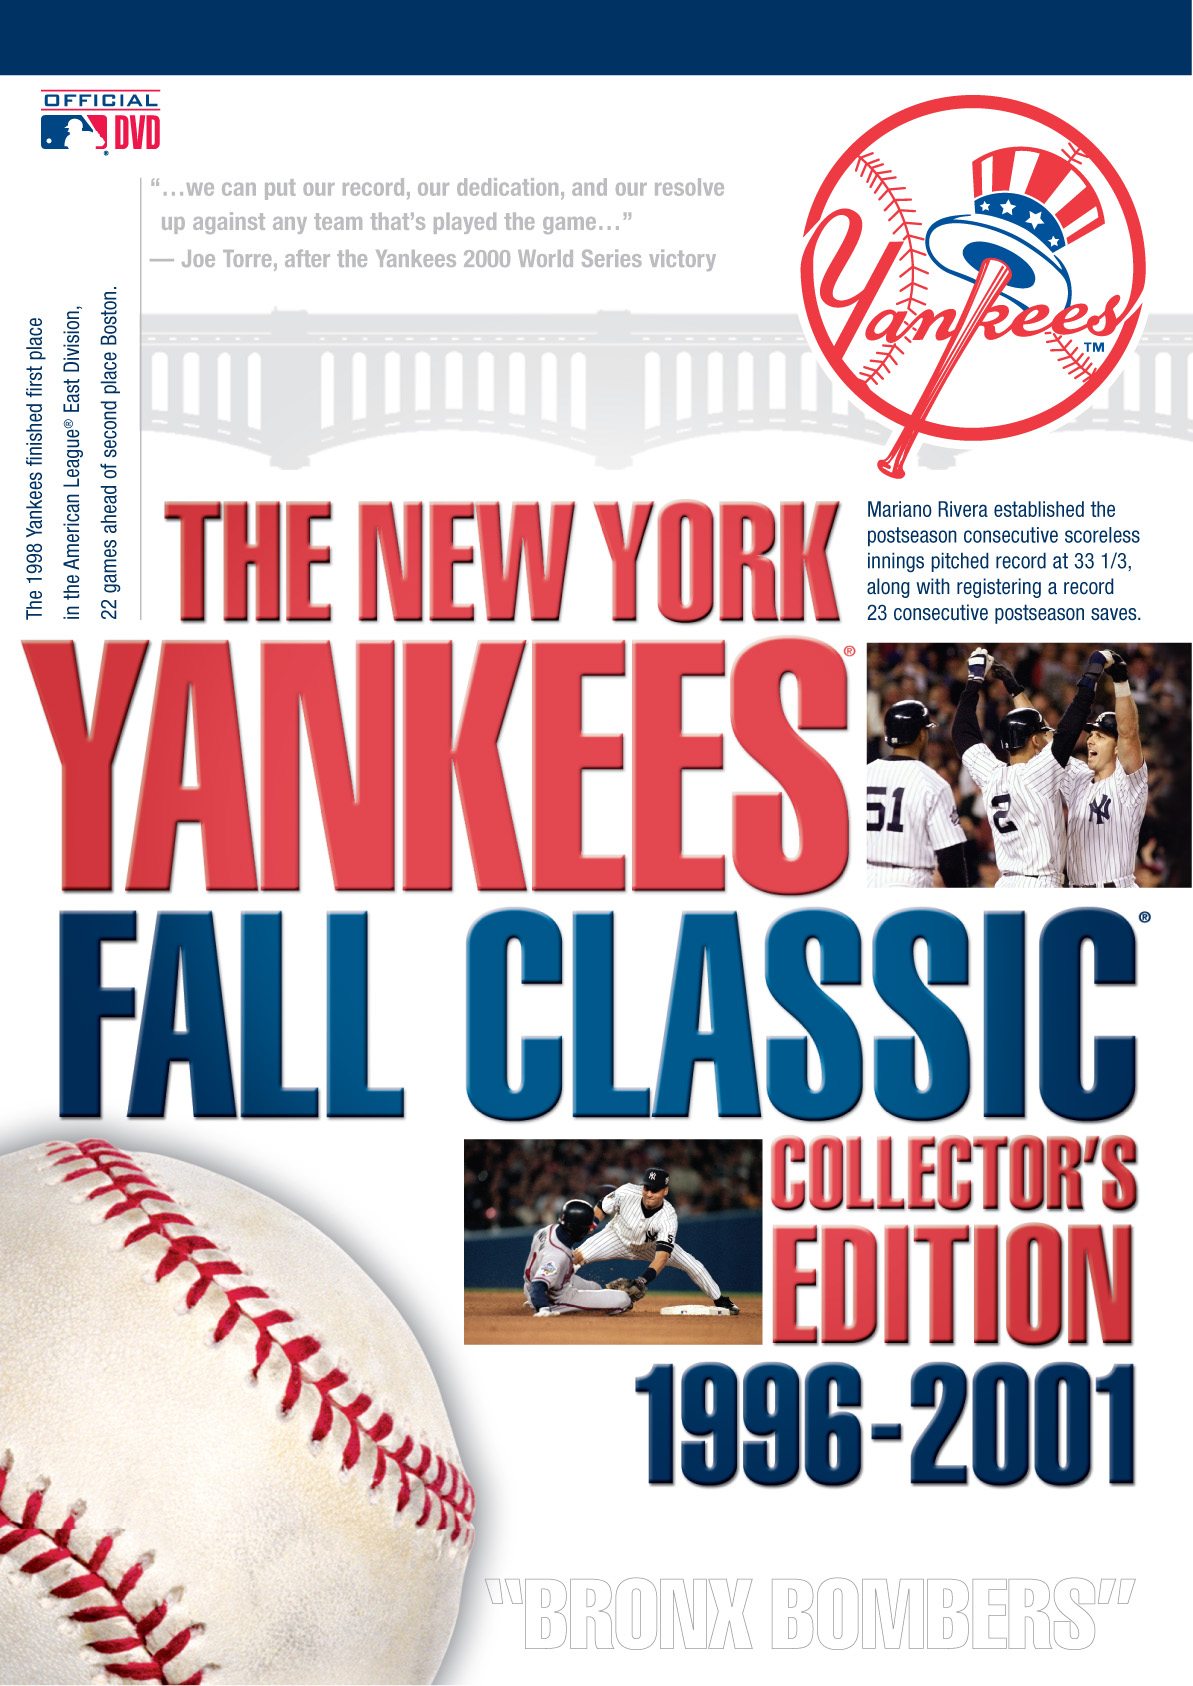 OFFICIAL
DVD
“…we can put our record, our dedication, and our resolve
up against any team that’s played the game…”
— Joe Torre, after the Yankees 2000 World Series victory
Yankees
TM
The 1998 Yankees finished first place
in the American League® East Division,
22 games ahead of second place Boston.
Mariano Rivera established the
postseason consecutive scoreless
innings pitched record at 33 1/3,
along with registering a record
23 consecutive postseason saves.
THE NEW YORK
YANKEES®
51
2
NY
FALL CLASSIC®
COLLECTOR’S
EDITION
1996-2001
“BRONX BOMBERS”